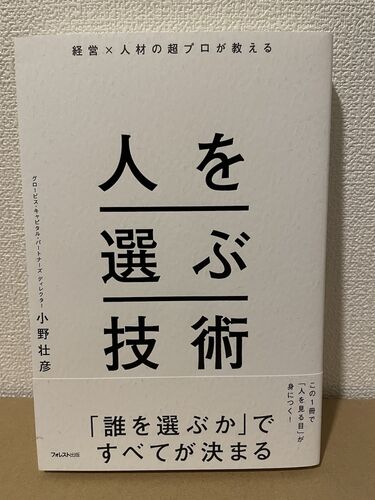 経営×人材の超プロが教える
人を
選ぶ
技術
グロービス・キャピタル・パートナーズ ディレクター 小野壮彦
この1冊で
「人を見る目」が
身につく!
「誰を選ぶか」で
すべてが決まる
フォレスト出版